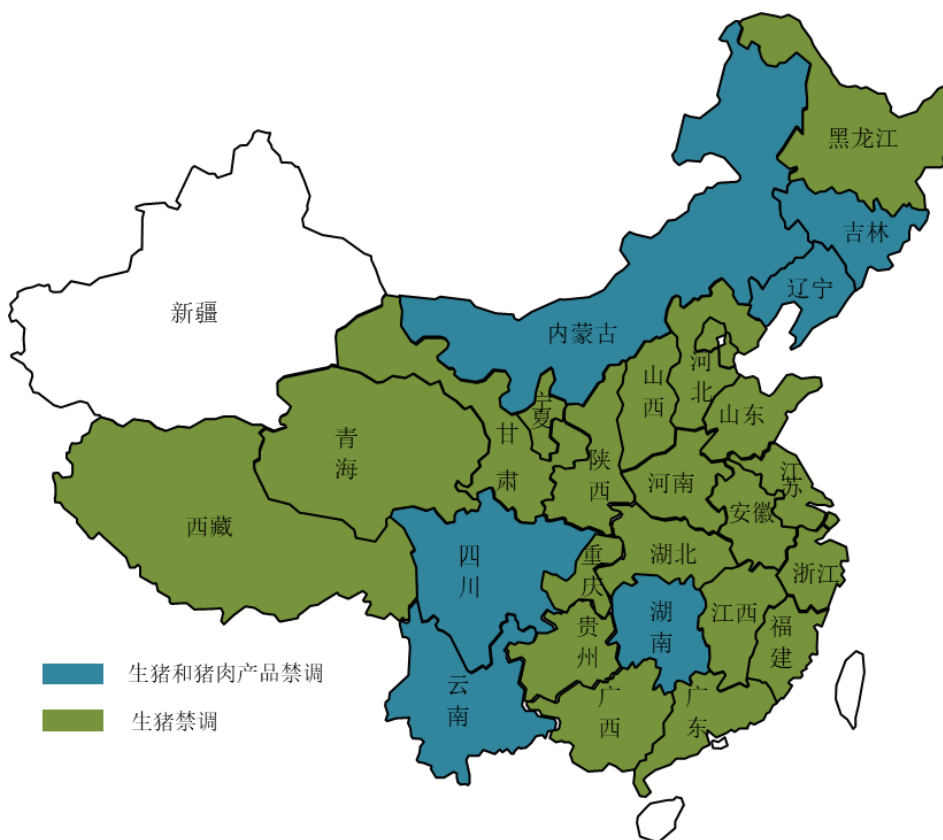 黑龙江
吉林
辽宁
内蒙古
新疆
河北
山西
山东
宁夏
甘肃
青海
陕西
河南
江苏
安徽
西藏
四川
重庆
湖北
浙江
湖南
江西
福建
贵州
云南
广西
广东
生猪和猪肉产品禁调
生猪禁调